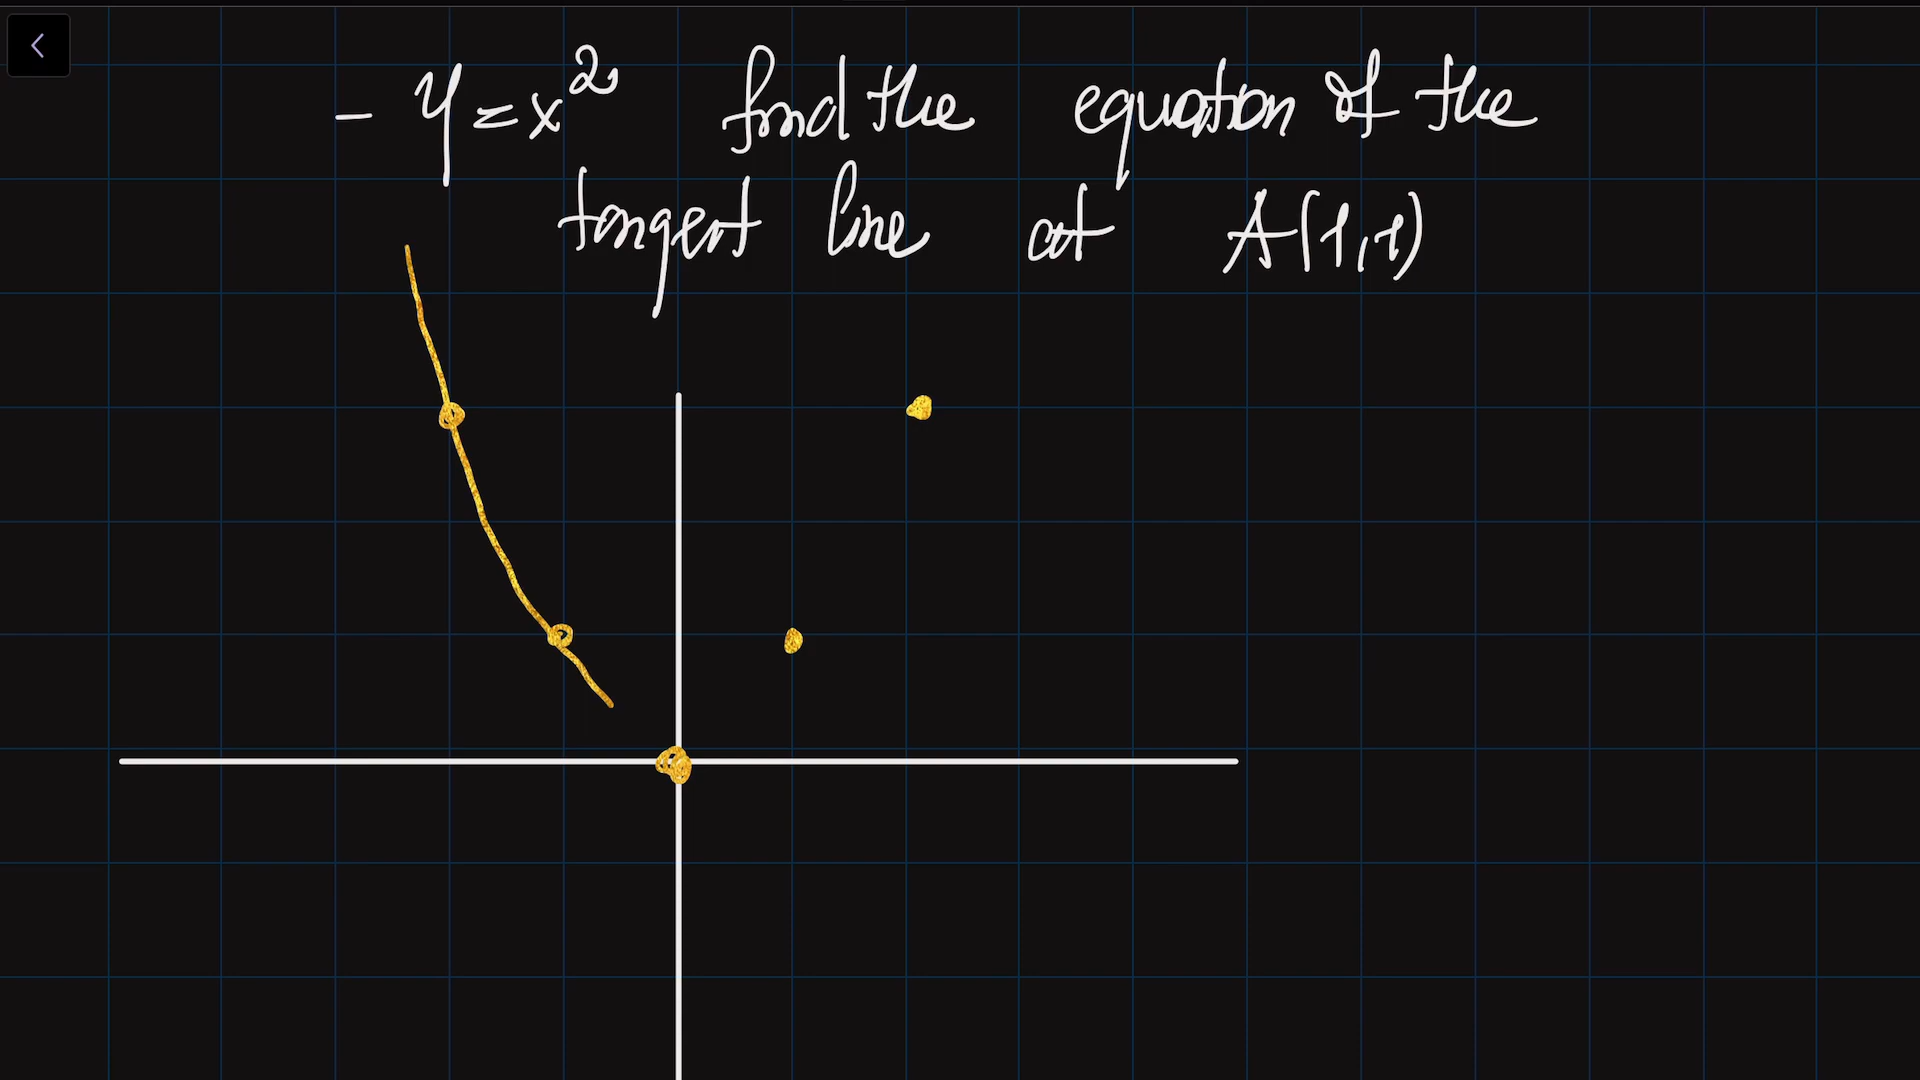 - y=x² find the equation of the
tangent line at A(1,1)